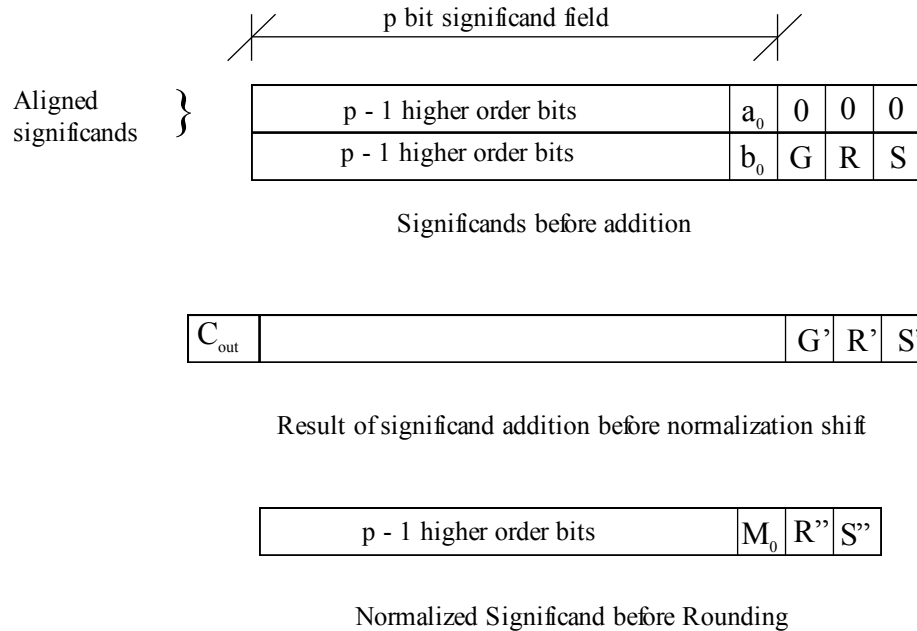 p bit significand field
Aligned
significands
}
p - 1 higher order bits a₀ 0 0 0
p - 1 higher order bits b₀ G R S
Significands before addition
C_out G' R' S'
Result of significand addition before normalization shift
p - 1 higher order bits M₀ R” S”
Normalized Significand before Rounding